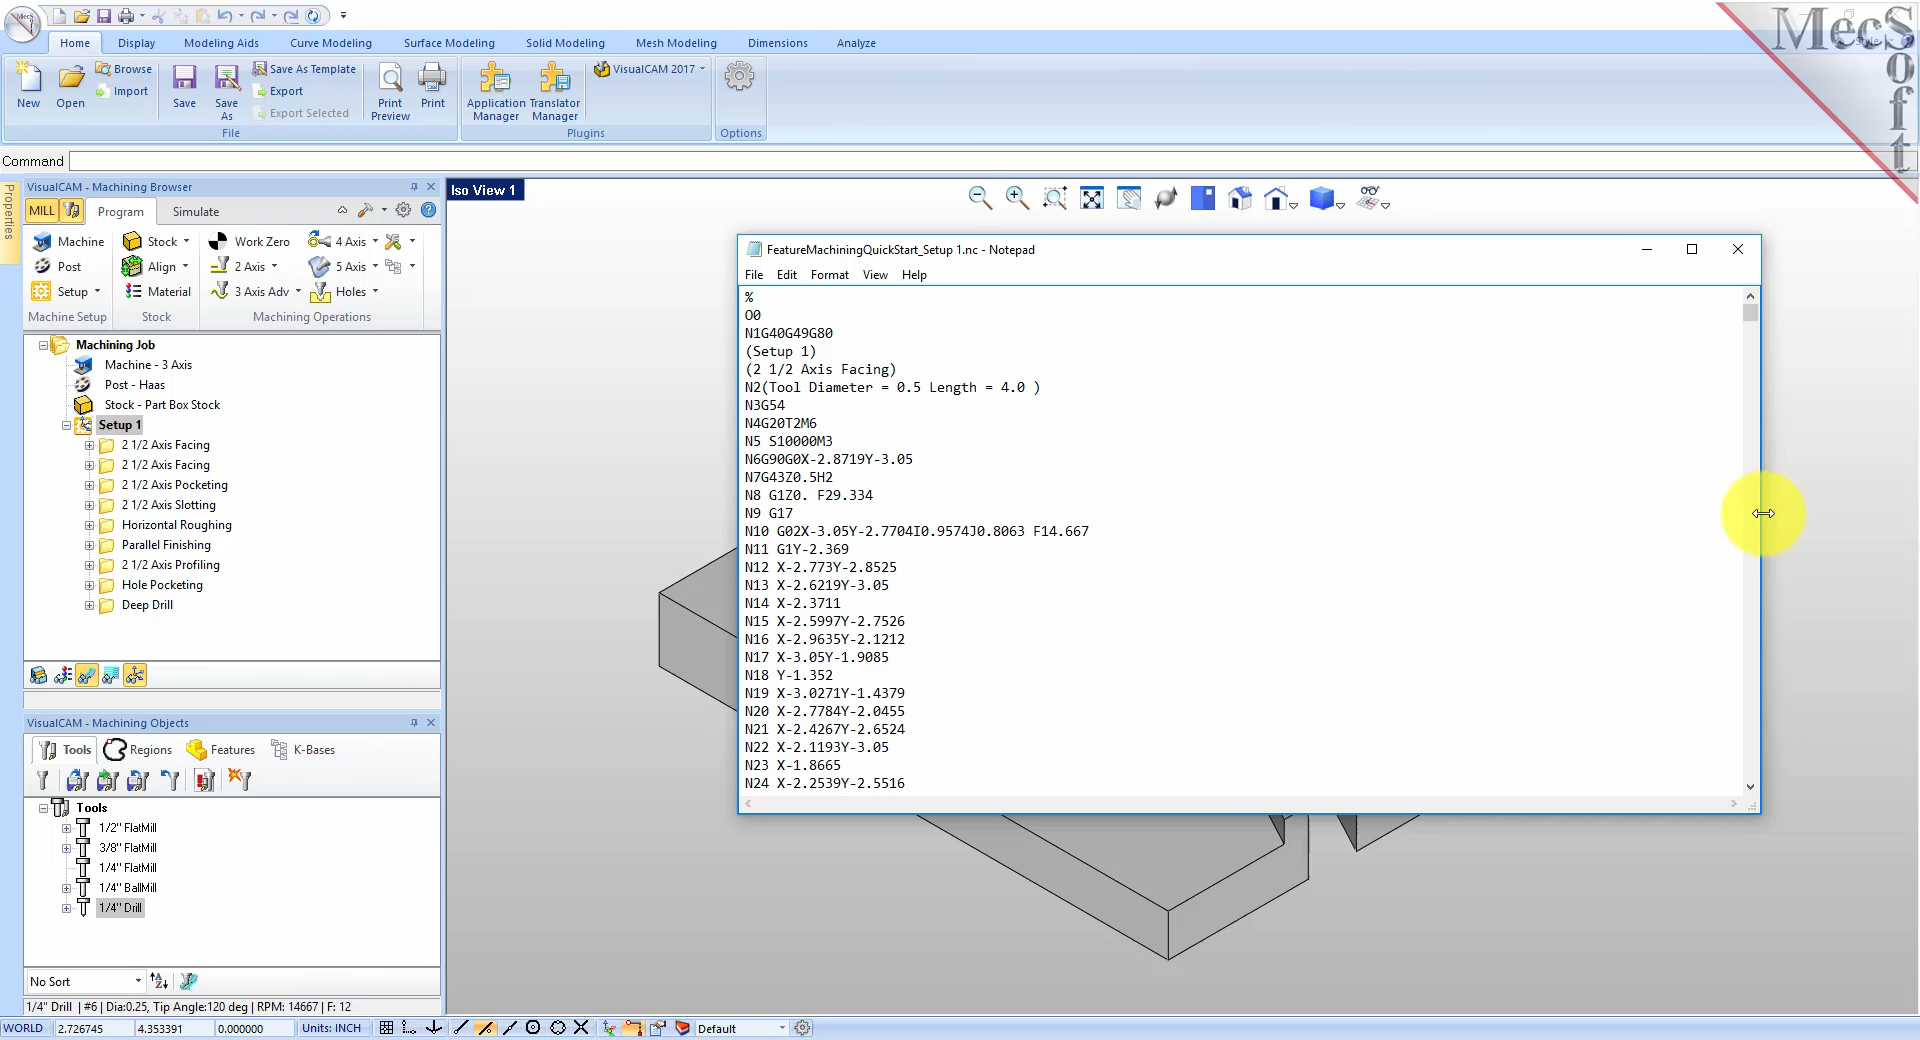 MecSoft
Home Display Modeling Aids Curve Modeling Surface Modeling Solid Modeling Mesh Modeling Dimensions Analyze
New
Open
Browse
Import
Save
Save As
Save As Template
Export
Export Selected
Print Preview
Print
Application Manager
Translator Manager
VisualCAM 2017
File
Plugins
Options
Command
Properties
VisualCAM - Machining Browser
MILL Program Simulate
Machine Stock Work Zero 4 Axis
Post Align 2 Axis 5 Axis
Setup Material 3 Axis Adv Holes
Machine Setup Stock Machining Operations
Machining Job
Machine - 3 Axis
Post - Haas
Stock - Part Box Stock
Setup 1
2 1/2 Axis Facing
2 1/2 Axis Facing
2 1/2 Axis Pocketing
2 1/2 Axis Slotting
Horizontal Roughing
Parallel Finishing
2 1/2 Axis Profiling
Hole Pocketing
Deep Drill
VisualCAM - Machining Objects
Tools Regions Features K-Bases
Tools
1/2" FlatMill
3/8" FlatMill
1/4" FlatMill
1/4" BallMill
1/4" Drill
No Sort
1/4" Drill | #6 | Dia:0.25, Tip Angle:120 deg | RPM: 14667 | F: 12
WORLD 2.726745 4.353391 0.000000 Units: INCH Default
Iso View 1
FeatureMachiningQuickStart_Setup 1.nc - Notepad
File Edit Format View Help
%
O0
N1G40G49G80
(Setup 1)
(2 1/2 Axis Facing)
N2(Tool Diameter = 0.5 Length = 4.0 )
N3G54
N4G20T2M6
N5 S10000M3
N6G90G0X-2.8719Y-3.05
N7G43Z0.5H2
N8 G1Z0. F29.334
N9 G17
N10 G02X-3.05Y-2.7704I0.9574J0.8063 F14.667
N11 G1Y-2.369
N12 X-2.773Y-2.8525
N13 X-2.6219Y-3.05
N14 X-2.3711
N15 X-2.5997Y-2.7526
N16 X-2.9635Y-2.1212
N17 X-3.05Y-1.9085
N18 Y-1.352
N19 X-3.0271Y-1.4379
N20 X-2.7784Y-2.0455
N21 X-2.4267Y-2.6524
N22 X-2.1193Y-3.05
N23 X-1.8665
N24 X-2.2539Y-2.5516